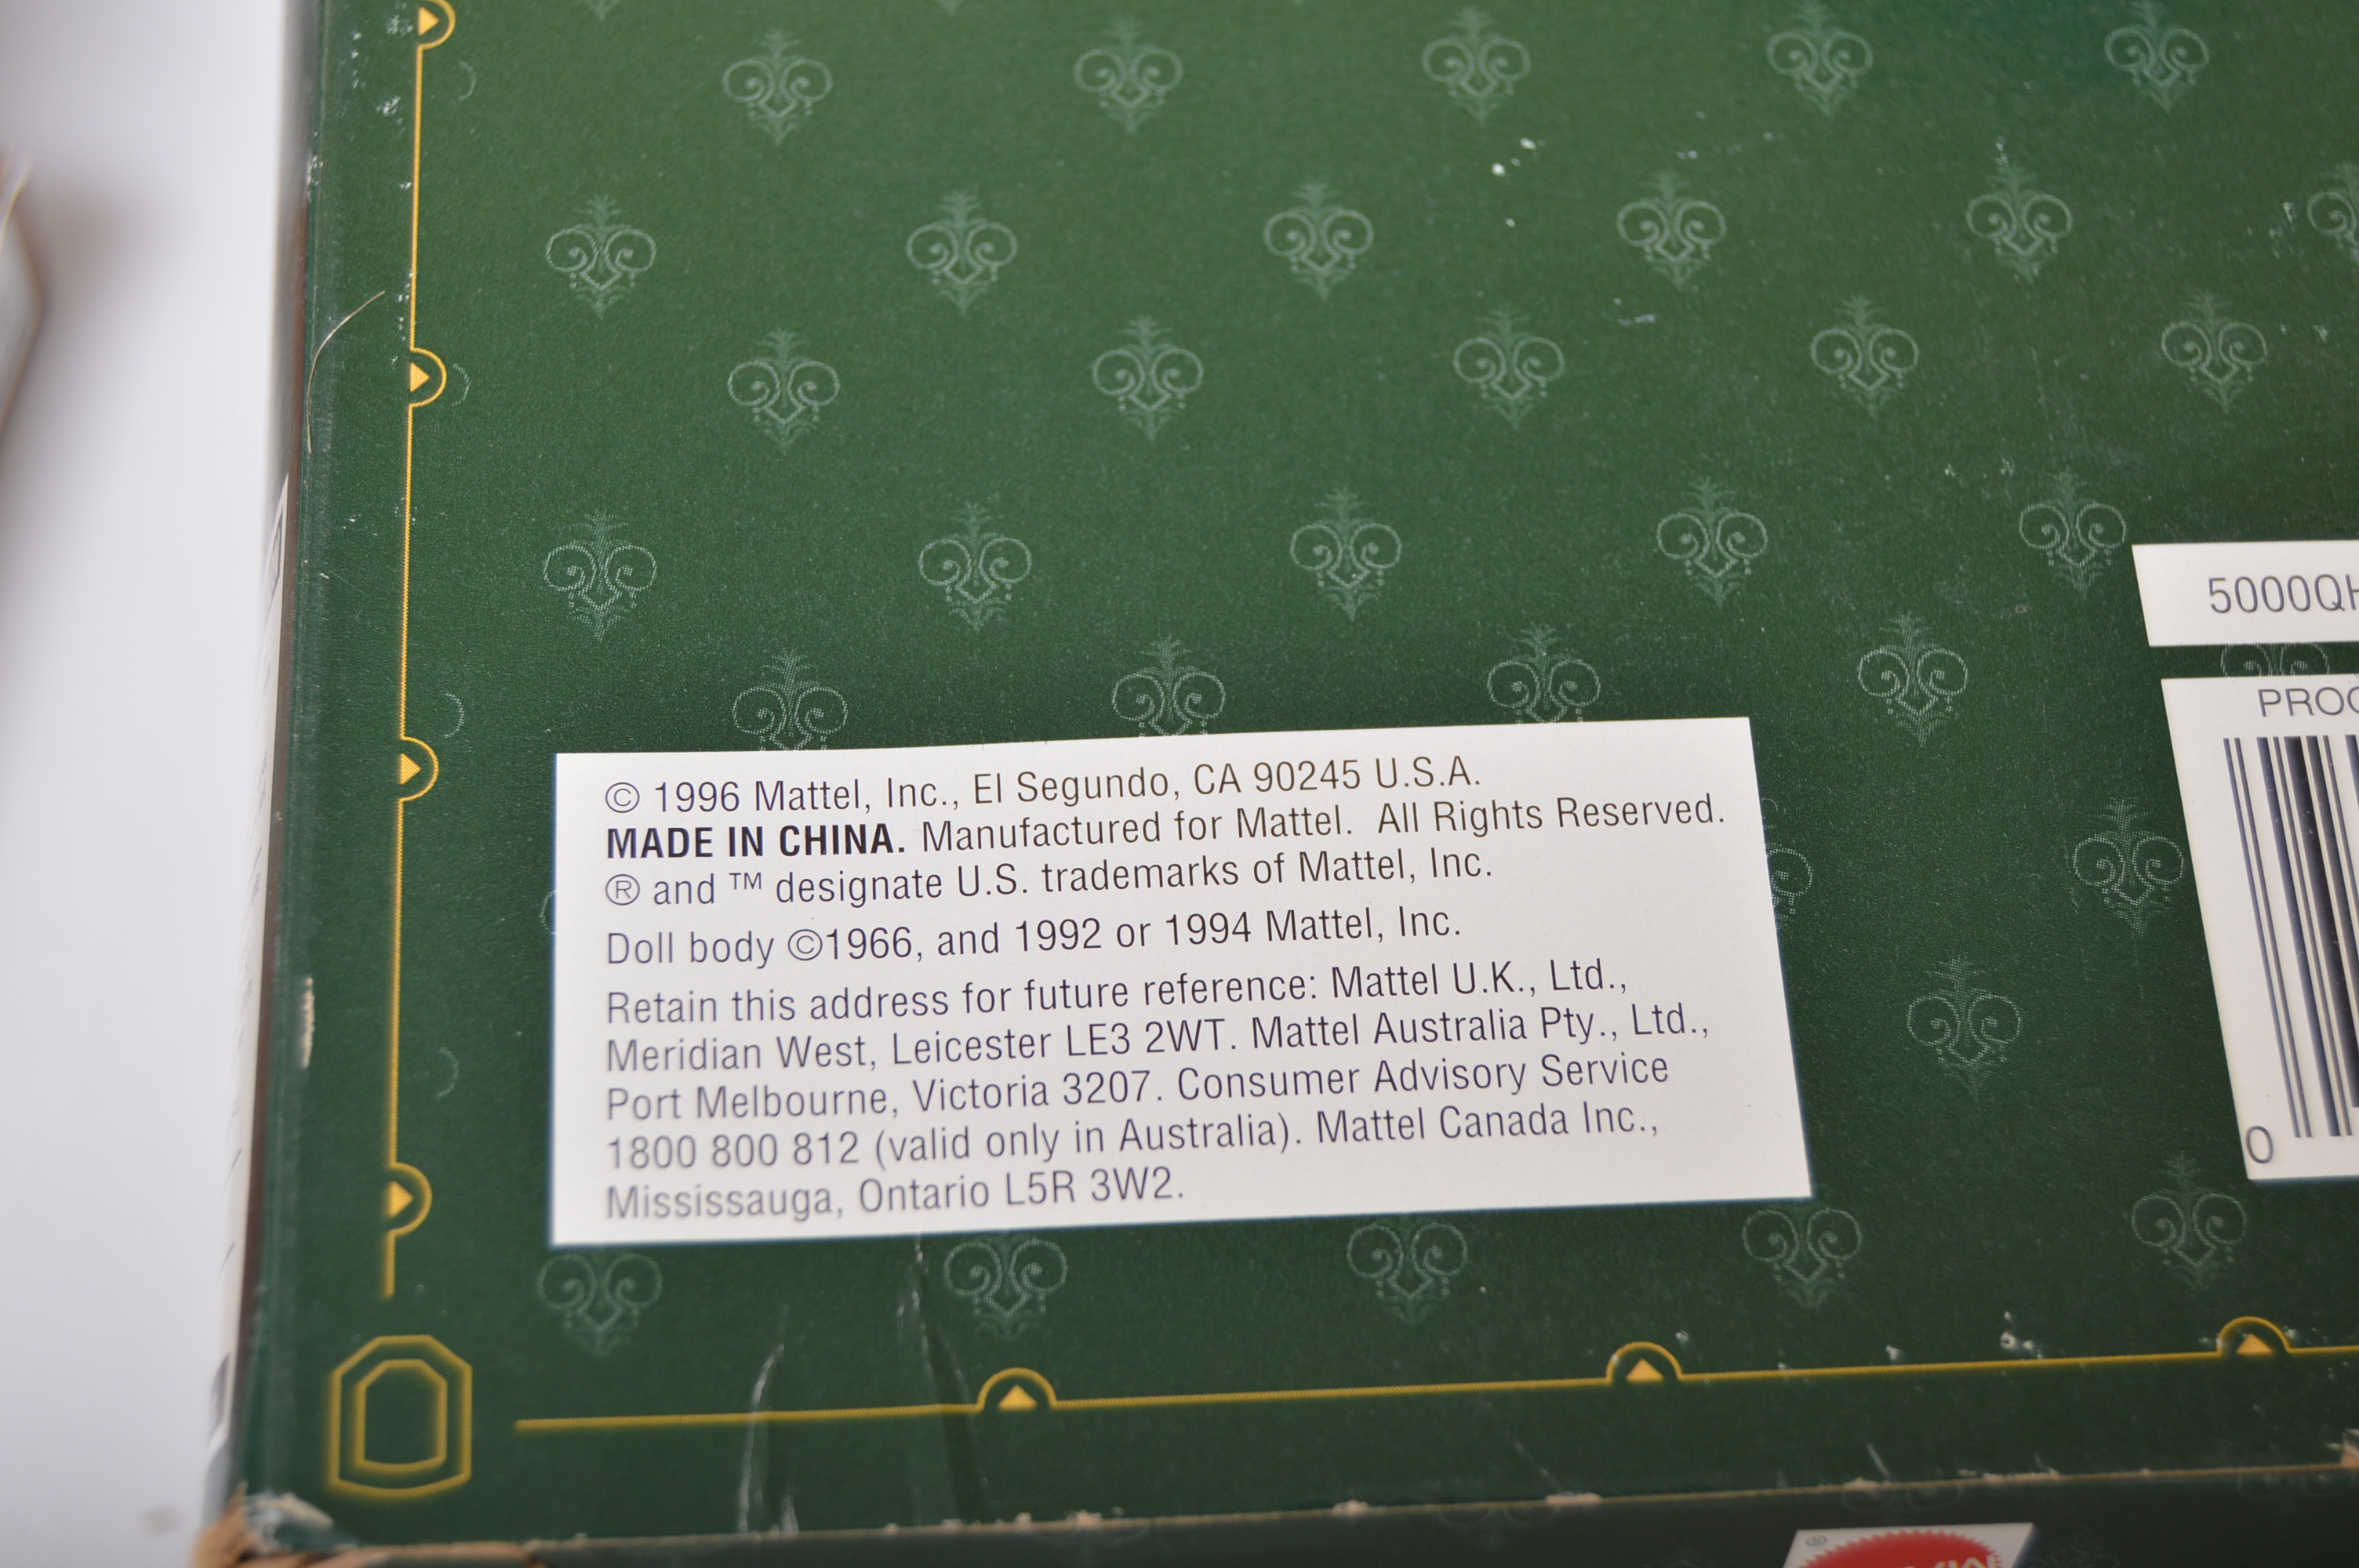 © 1996 Mattel, Inc., El Segundo, CA 90245 U.S.A.
MADE IN CHINA. Manufactured for Mattel. All Rights Reserved.
® and ™ designate U.S. trademarks of Mattel, Inc.
Doll body ©1966, and 1992 or 1994 Mattel, Inc.
Retain this address for future reference: Mattel U.K., Ltd.,
Meridian West, Leicester LE3 2WT. Mattel Australia Pty., Ltd.,
Port Melbourne, Victoria 3207. Consumer Advisory Service
1800 800 812 (valid only in Australia). Mattel Canada Inc.,
Mississauga, Ontario L5R 3W2.
5000Q
0